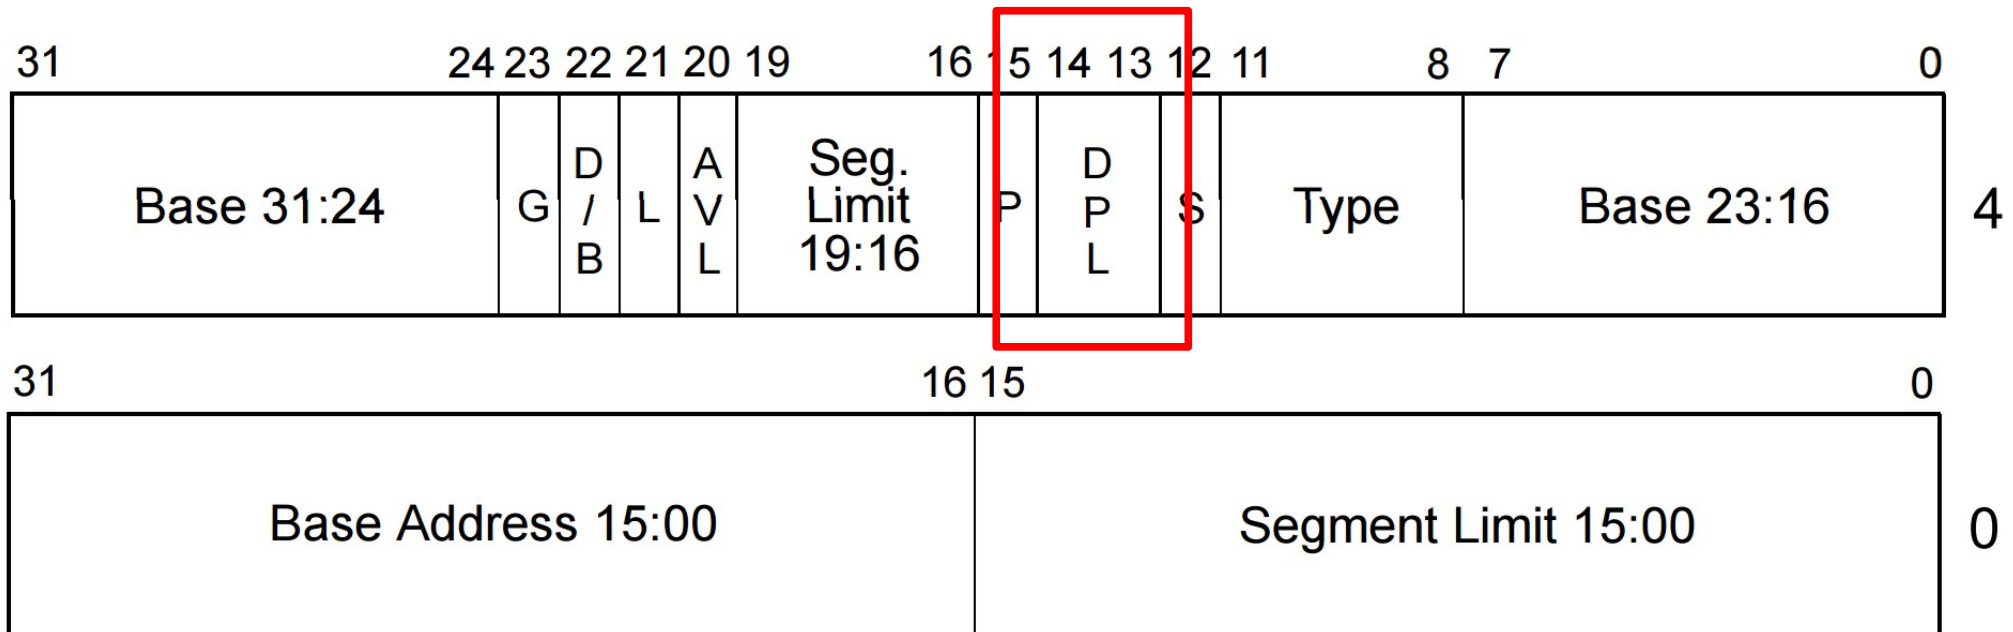 31 24 23 22 21 20 19 16 15 14 13 12 11 8 7 0
Base 31:24 G D/B L AVL Seg. Limit 19:16 P DPL S Type Base 23:16 4
31 16 15 0
Base Address 15:00 Segment Limit 15:00 0